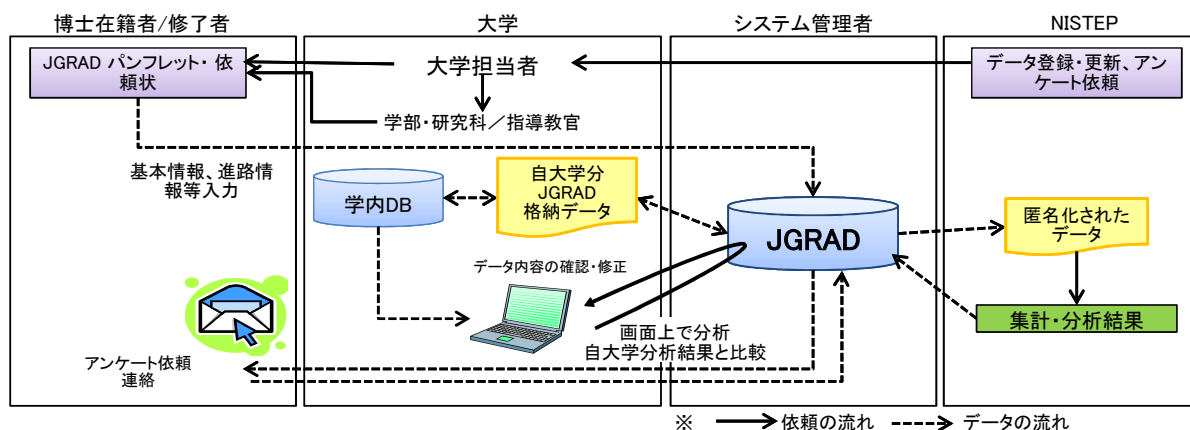 博士在籍者/修了者
大学
システム管理者
NISTEP
JGRAD パンフレット・ 依
頼状
大学担当者
データ登録・更新、アン
ケート依頼
学部・研究科／指導教官
基本情報、進路情
報等入力
学内DB
自大学分
JGRAD
格納データ
JGRAD
匿名化された
データ
データ内容の確認・修正
集計・分析結果
画面上で分析
自大学分析結果と比較
アンケート依頼
連絡
※ 依頼の流れ データの流れ